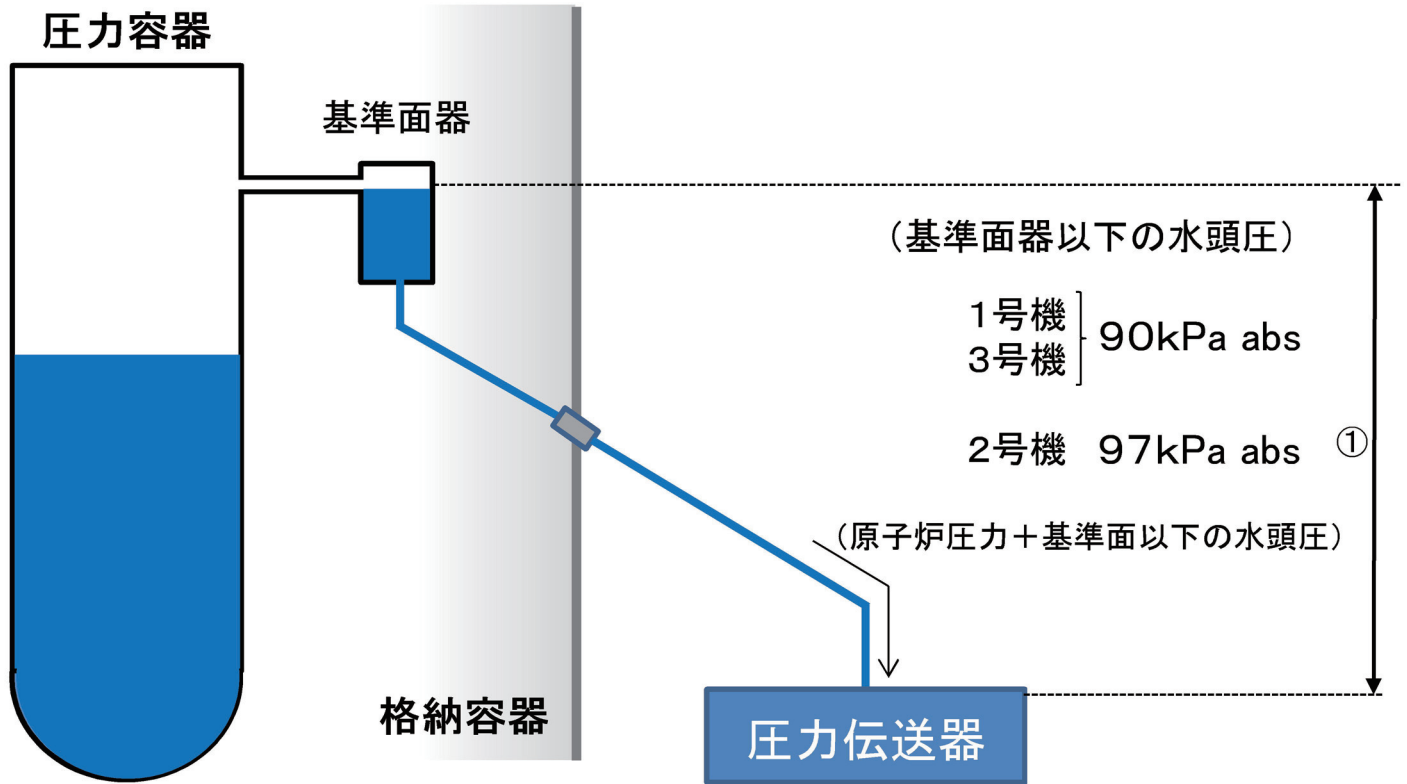 圧力容器
基準面器
(基準面器以下の水頭圧)
1号機
3号機
90kPa abs
2号機 97kPa abs
①
(原子炉圧力+基準面以下の水頭圧)
格納容器
圧力伝送器